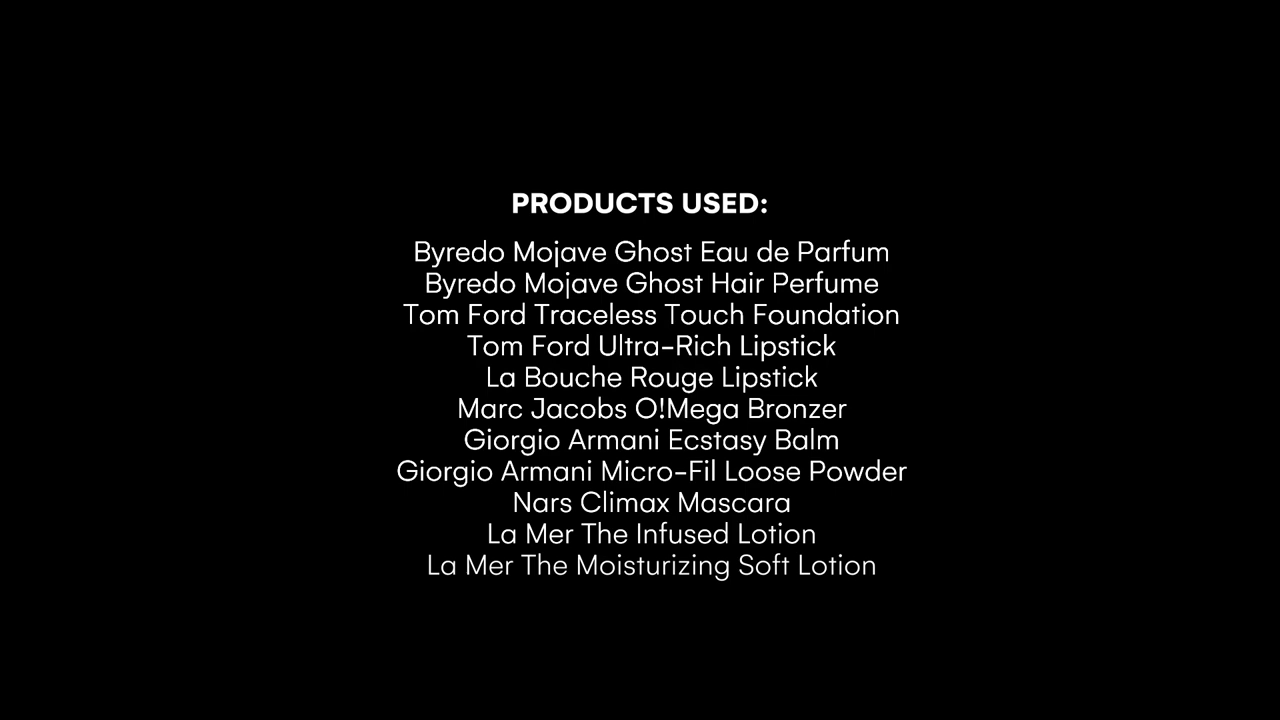 PRODUCTS USED:
Byredo Mojave Ghost Eau de Parfum
Byredo Mojave Ghost Hair Perfume
Tom Ford Traceless Touch Foundation
Tom Ford Ultra-Rich Lipstick
La Bouche Rouge Lipstick
Marc Jacobs O!Mega Bronzer
Giorgio Armani Ecstasy Balm
Giorgio Armani Micro-Fil Loose Powder
Nars Climax Mascara
La Mer The Infused Lotion
La Mer The Moisturizing Soft Lotion